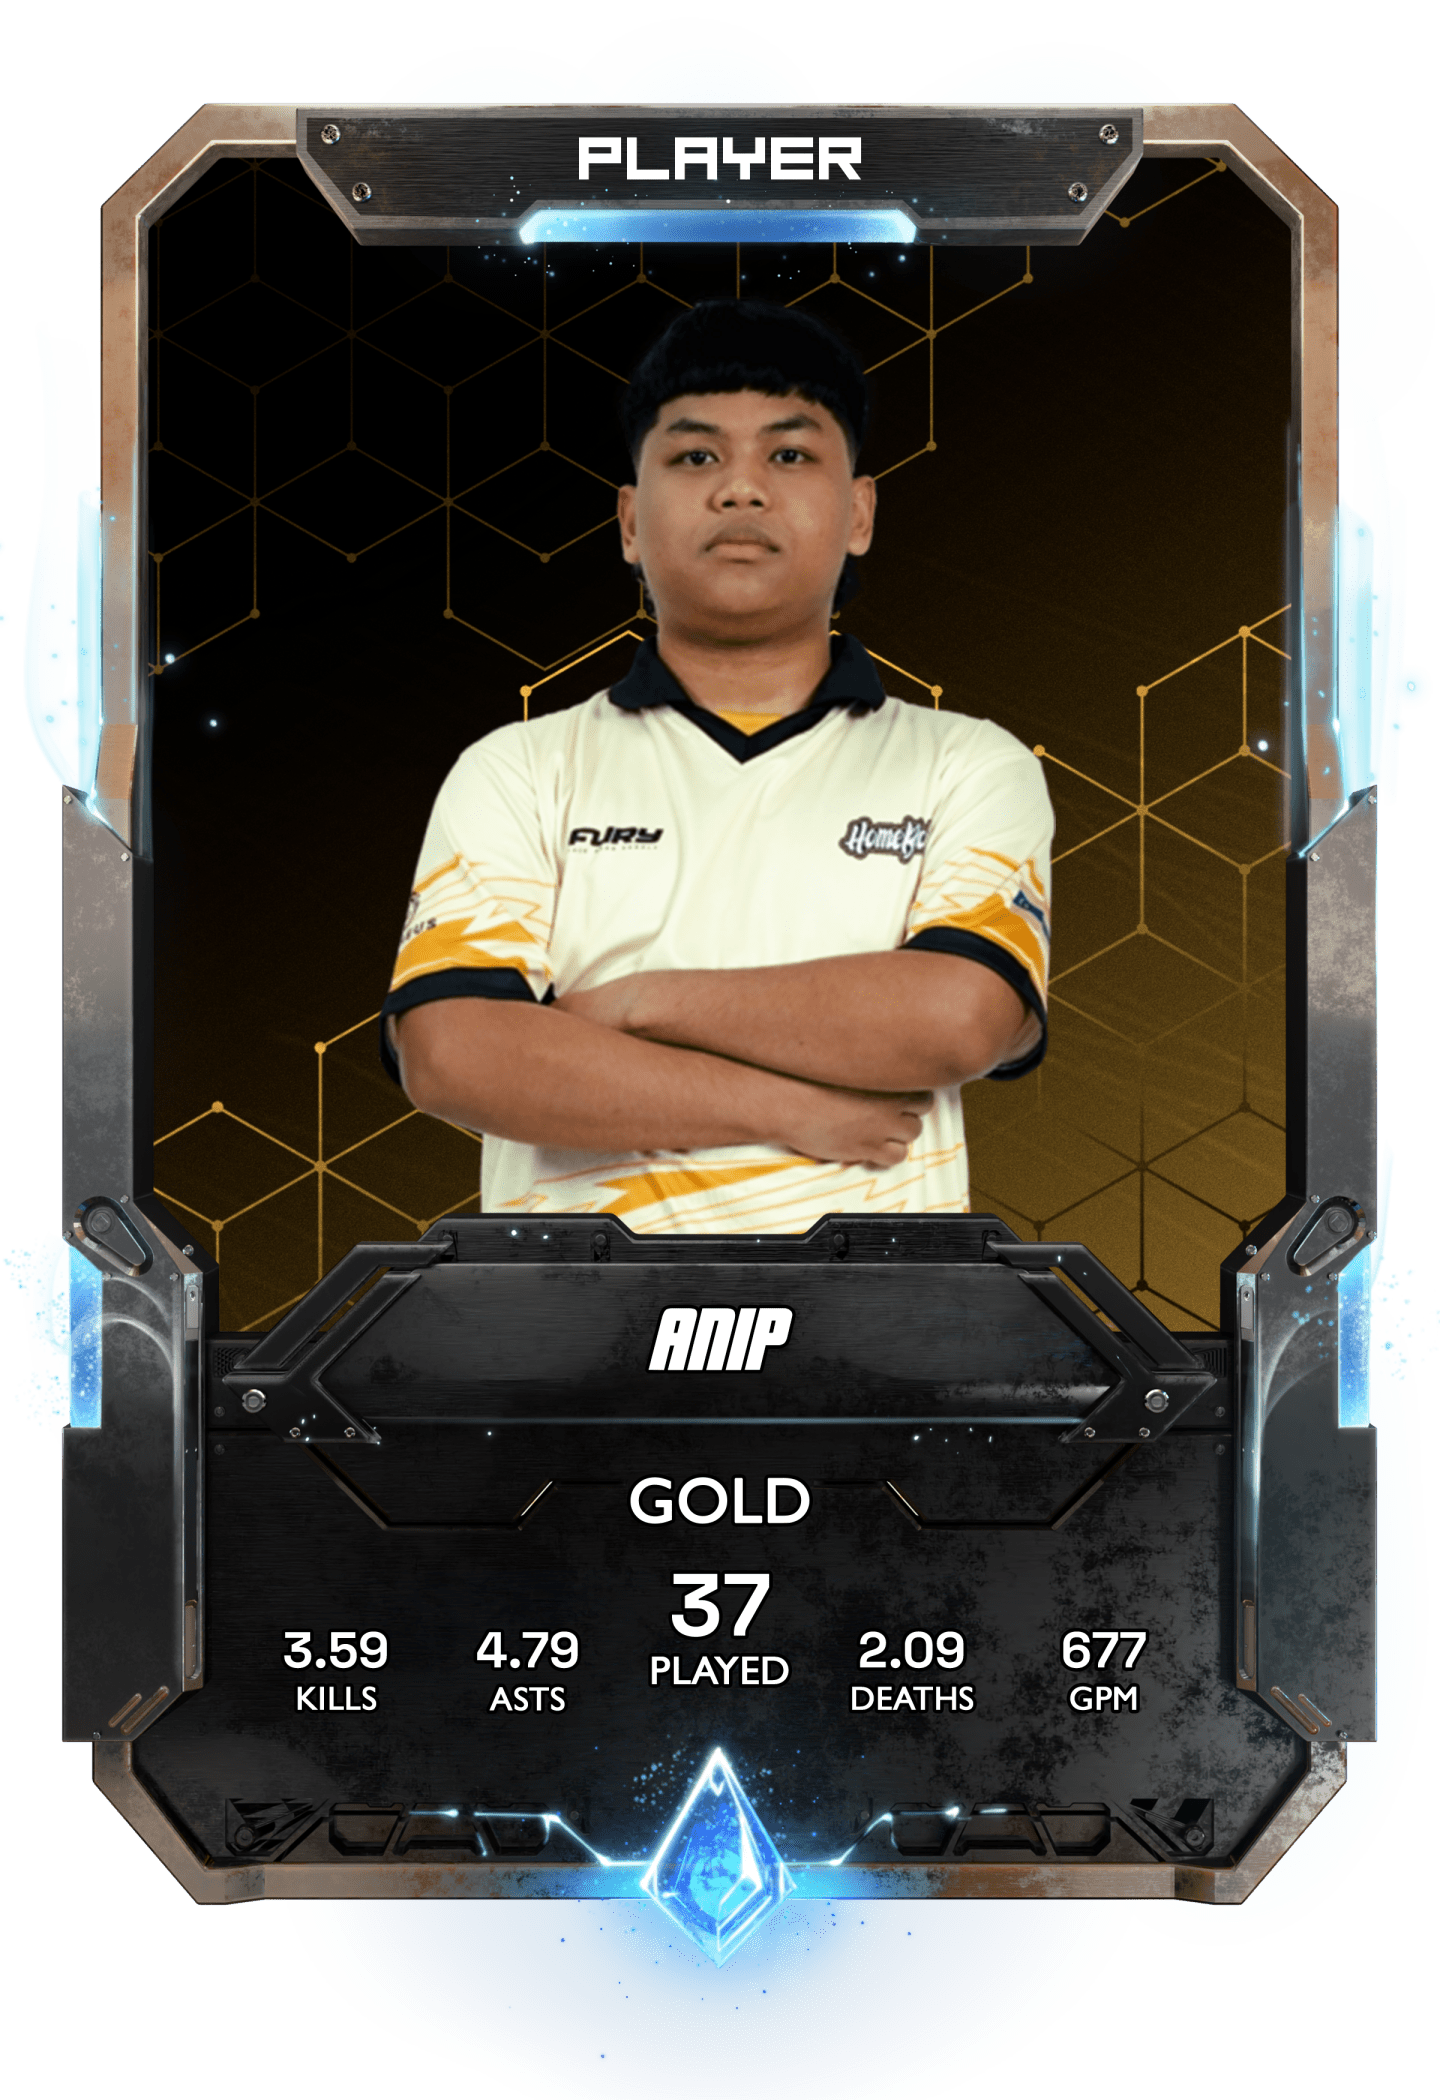 PLAYER
FURY
ANIP
GOLD
37
PLAYED
3.59
KILLS
4.79
ASTS
2.09
DEATHS
677
GPM